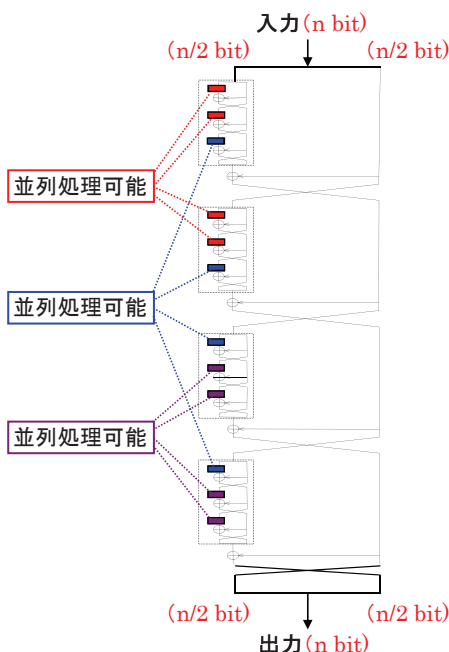 入力(n bit)
(n/2 bit) (n/2 bit)
並列処理可能
並列処理可能
並列処理可能
(n/2 bit) (n/2 bit)
出力(n bit)